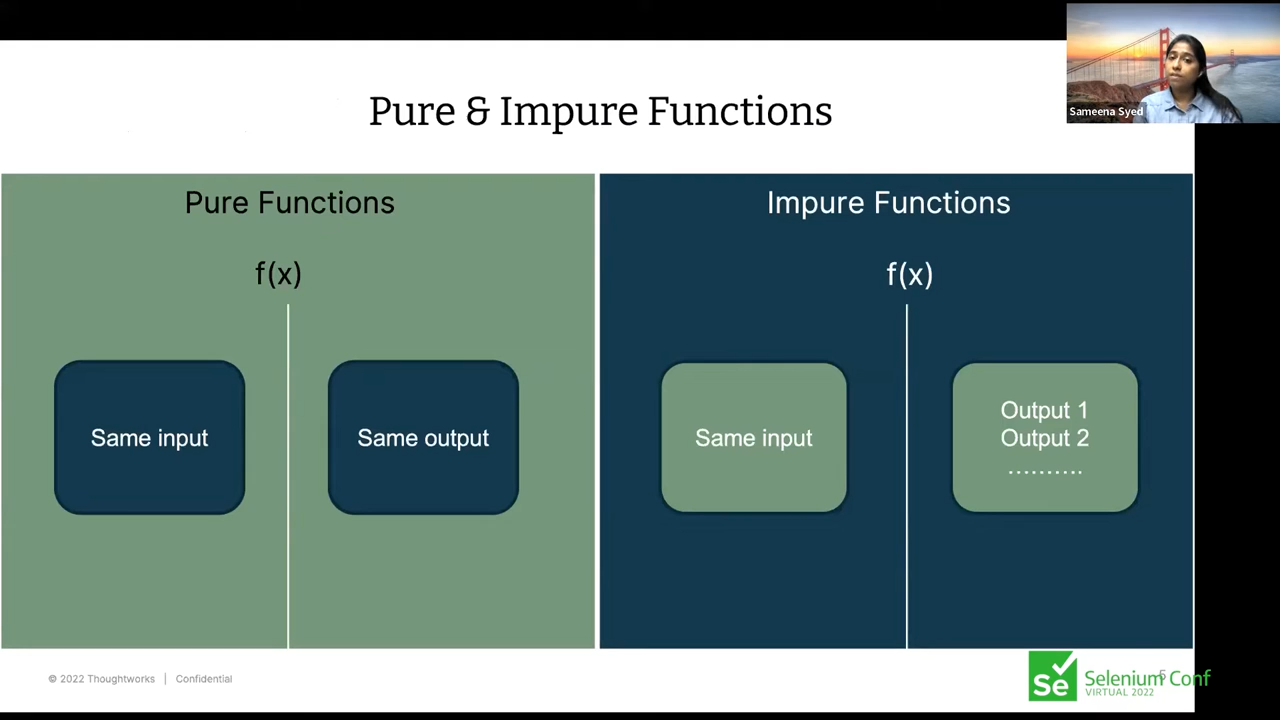 Sameena Syed
Pure & Impure Functions
Pure Functions
f(x)
Same input
Same output
Impure Functions
f(x)
Same input
Output 1
Output 2
..........
© 2022 Thoughtworks | Confidential
5
Se
Selenium Conf
VIRTUAL 2022